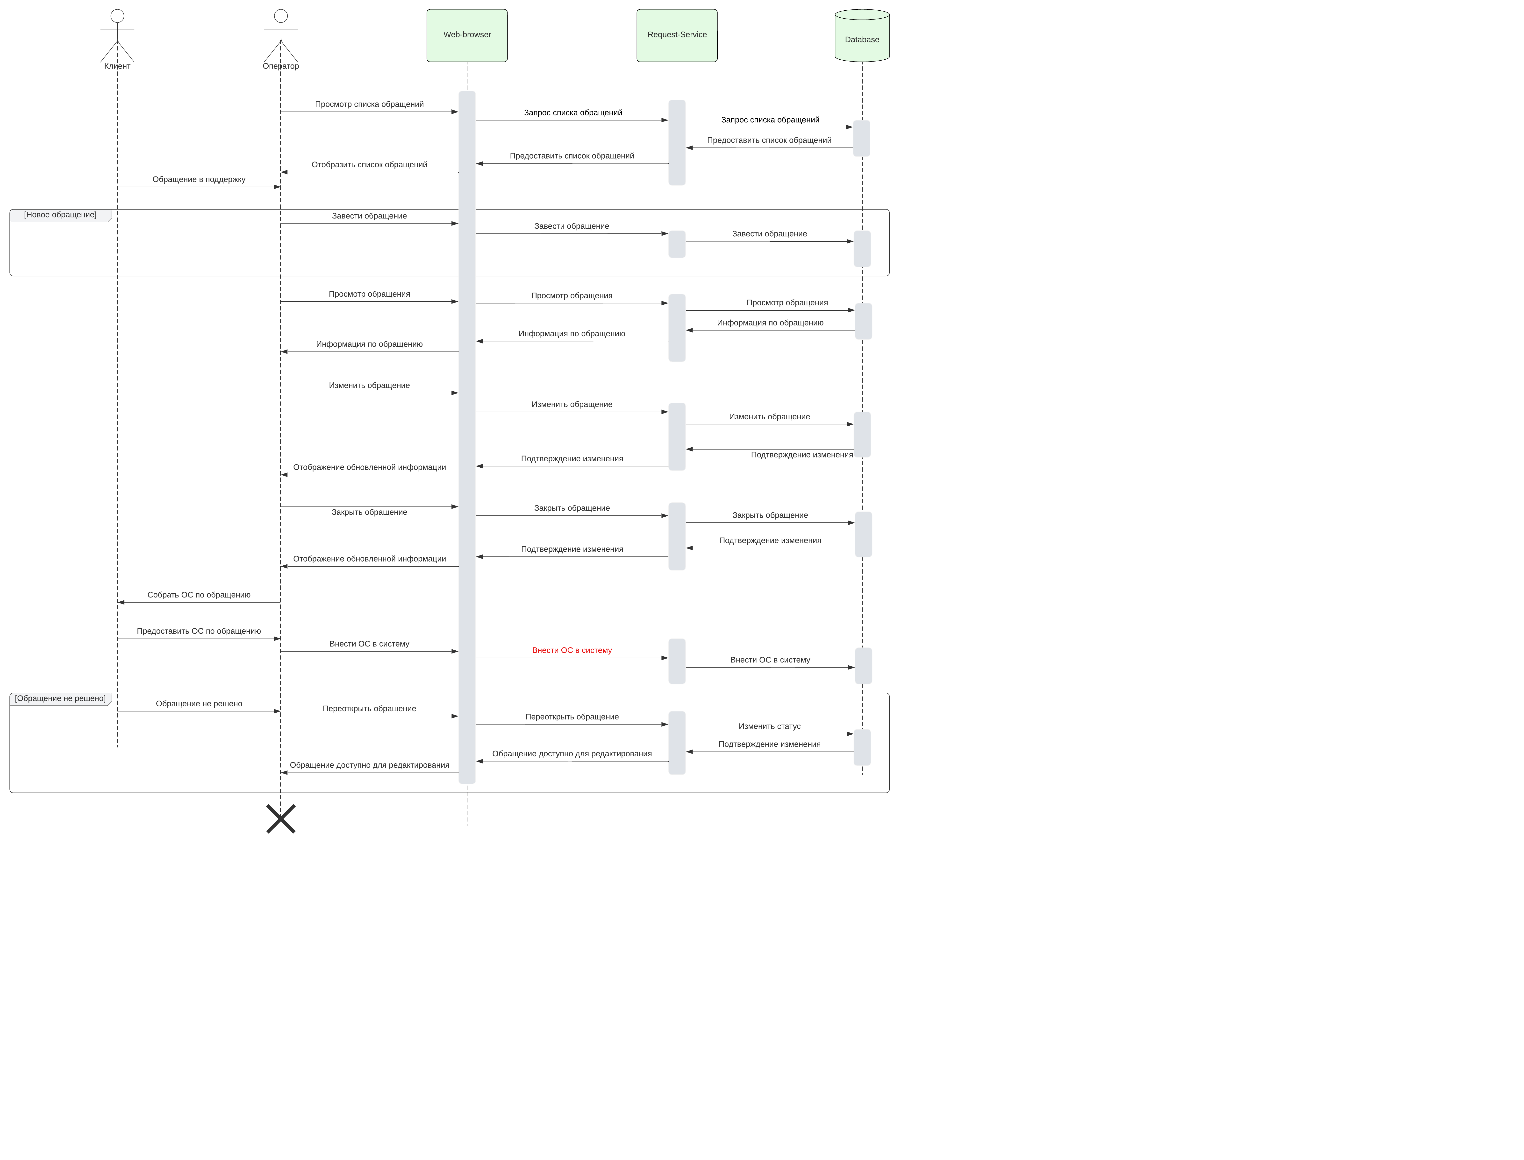 Клиент
Оператор
Web-browser
Request-Service
Database
Просмотр списка обращений
Запрос списка обращений
Запрос списка обращений
Предоставить список обращений
Предоставить список обращений
Отобразить список обращений
Обращение в поддержку
[Новое обращение]
Завести обращение
Завести обращение
Завести обращение
Просмотр обращения
Просмотр обращения
Просмотр обращения
Информация по обращению
Информация по обращению
Информация по обращению
Изменить обращение
Изменить обращение
Изменить обращение
Подтверждение изменения
Подтверждение изменения
Отображение обновленной информации
Закрыть обращение
Закрыть обращение
Закрыть обращение
Подтверждение изменения
Подтверждение изменения
Отображение обновленной информации
Собрать ОС по обращению
Предоставить ОС по обращению
Внести ОС в систему
Внести ОС в систему
Внести ОС в систему
[Обращение не решено]
Обращение не решено
Переоткрыть обращение
Переоткрыть обращение
Изменить статус
Подтверждение изменения
Обращение доступно для редактирования
Обращение доступно для редактирования